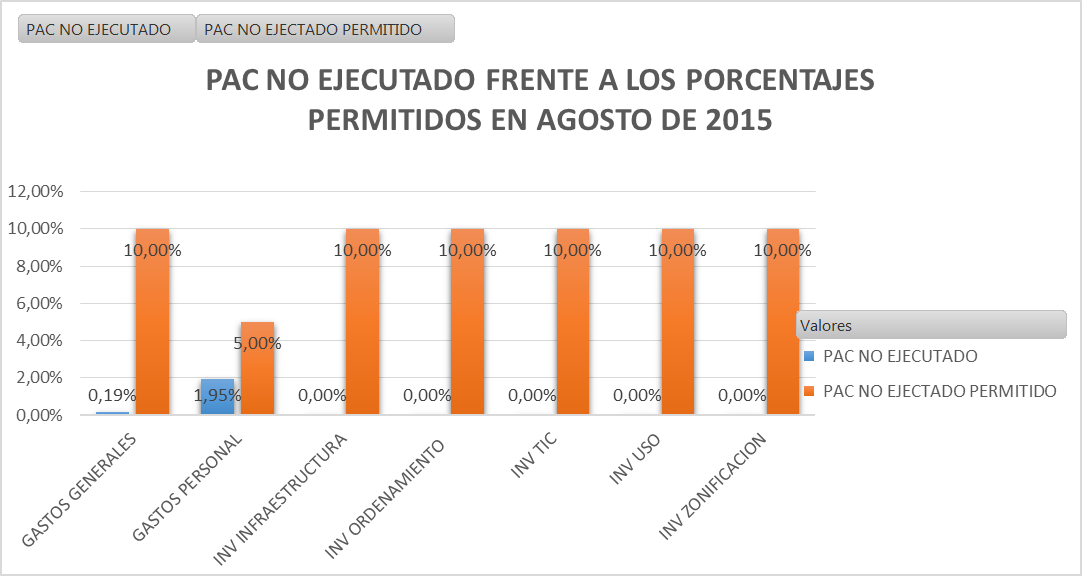 PAC NO EJECUTADO
PAC NO EJECTADO PERMITIDO
PAC NO EJECUTADO FRENTE A LOS PORCENTAJES
PERMITIDOS EN AGOSTO DE 2015
12,00%
10,00%
8,00%
6,00%
4,00%
2,00%
0,00%
0,19%
10,00%
1,95%
5,00%
0,00%
10,00%
0,00%
10,00%
0,00%
10,00%
0,00%
10,00%
0,00%
10,00%
GASTOS GENERALES
GASTOS PERSONAL
INV INFRAESTRUCTURA
INV ORDENAMIENTO
INV TIC
INV USO
INV ZONIFICACION
Valores
PAC NO EJECUTADO
PAC NO EJECTADO PERMITIDO